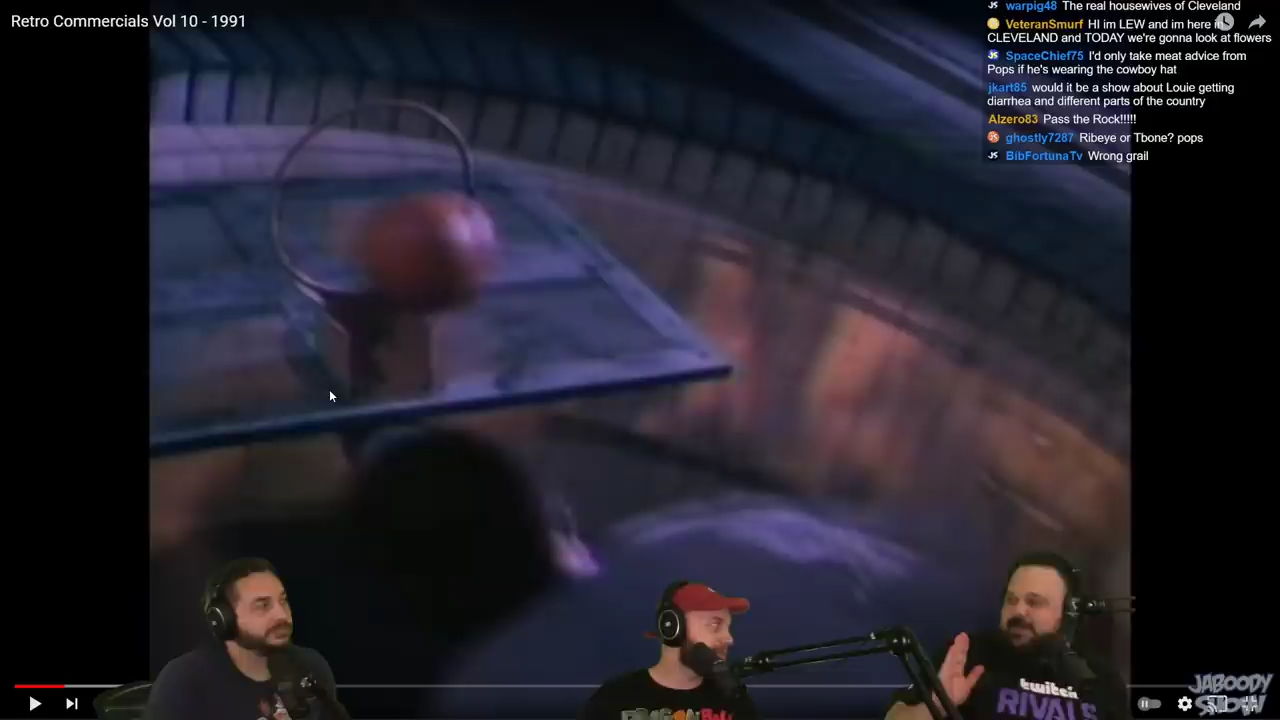 Retro Commercials Vol 10 - 1991
warpig48 The real housewives of Cleveland
VeteranSmurf HI im LEW and im here in
CLEVELAND and TODAY we're gonna look at flowers
SpaceChief75 I'd only take meat advice from
Pops if he's wearing the cowboy hat
jkart85 would it be a show about Louie getting
diarrhea and different parts of the country
Alzero83 Pass the Rock!!!!!
ghostly7287 Ribeye or Tbone? pops
BibFortunaTv Wrong grail
twitch
RIVALS
DRAGON BALL
JABOODY
SHOW